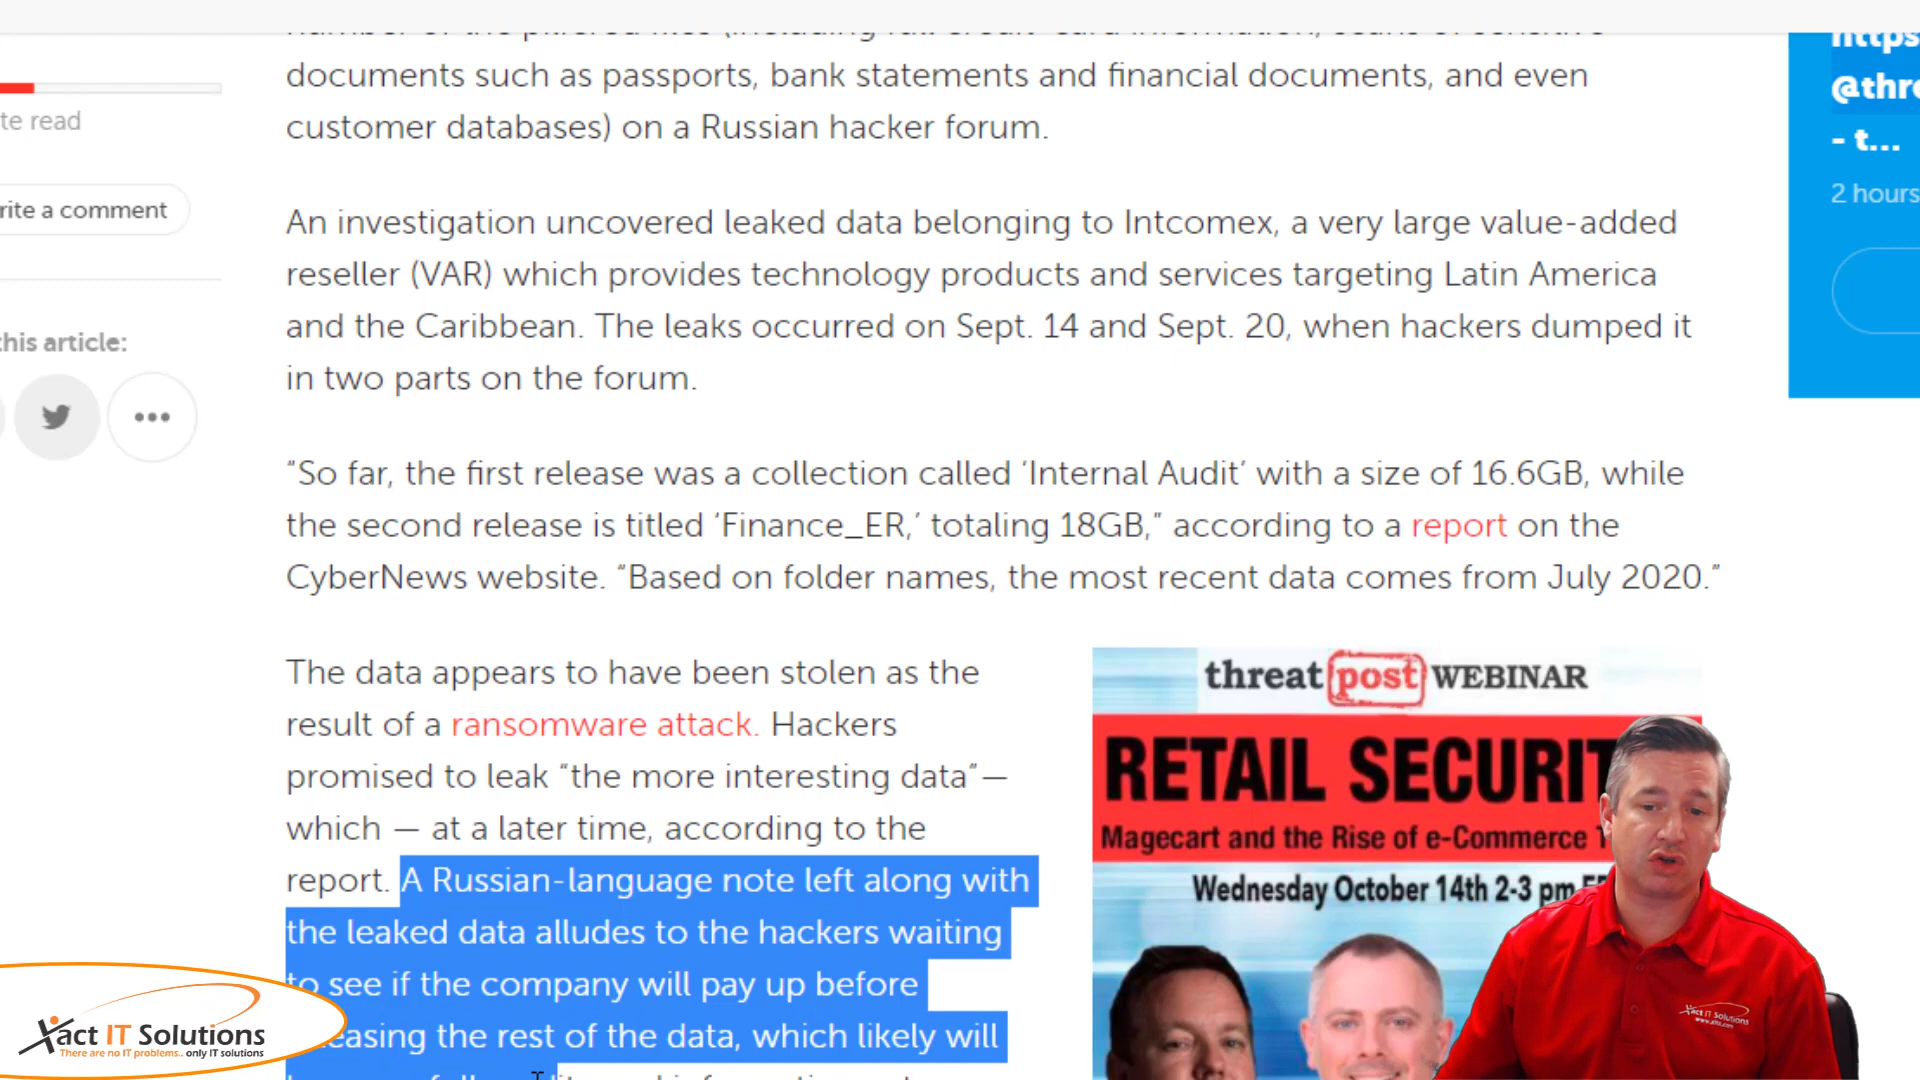 documents such as passports, bank statements and financial documents, and even
customer databases) on a Russian hacker forum.
te read
rite a comment
An investigation uncovered leaked data belonging to Intcomex, a very large value-added
reseller (VAR) which provides technology products and services targeting Latin America
and the Caribbean. The leaks occurred on Sept. 14 and Sept. 20, when hackers dumped it
in two parts on the forum.
this article:
https
@thre
- t...
2 hours
“So far, the first release was a collection called ‘Internal Audit’ with a size of 16.6GB, while
the second release is titled ‘Finance_ER,’ totaling 18GB,” according to a report on the
CyberNews website. “Based on folder names, the most recent data comes from July 2020.”
The data appears to have been stolen as the
result of a ransomware attack. Hackers
promised to leak “the more interesting data”—
which — at a later time, according to the
report. A Russian-language note left along with
the leaked data alludes to the hackers waiting
to see if the company will pay up before
easing the rest of the data, which likely will
threat post WEBINAR
RETAIL SECURIT
Magecart and the Rise of e-Commerce
Wednesday October 14th 2-3 pm
Xact IT Solutions
There are no IT problems.. only IT solutions
Xact IT Solutions